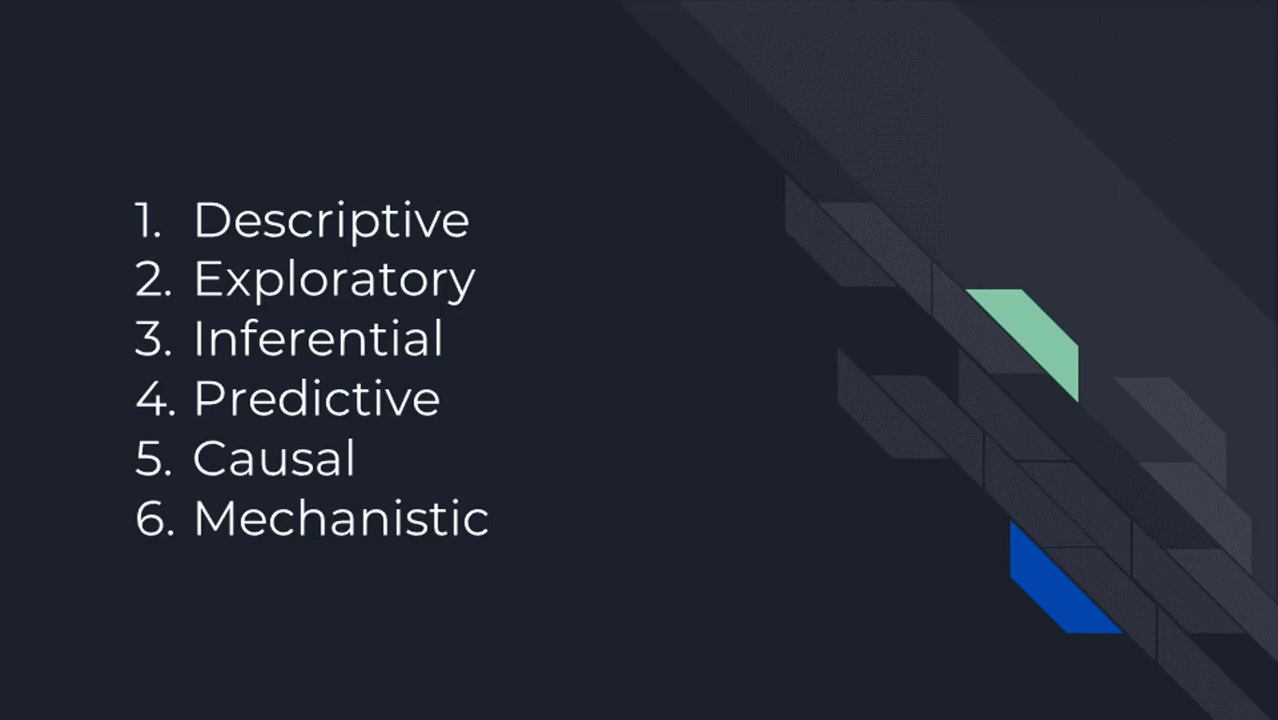 1. Descriptive
2. Exploratory
3. Inferential
4. Predictive
5. Causal
6. Mechanistic